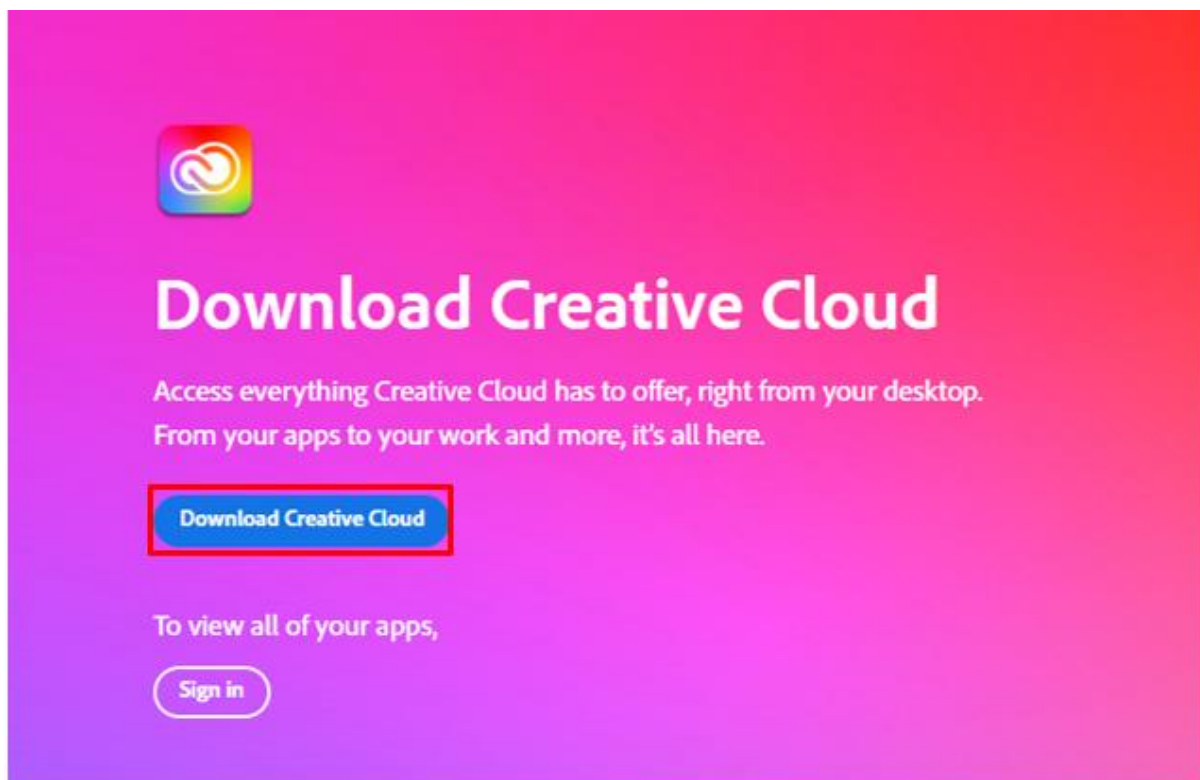 Download Creative Cloud
Access everything Creative Cloud has to offer, right from your desktop.
From your apps to your work and more, it's all here.
Download Creative Cloud
To view all of your apps,
Sign in